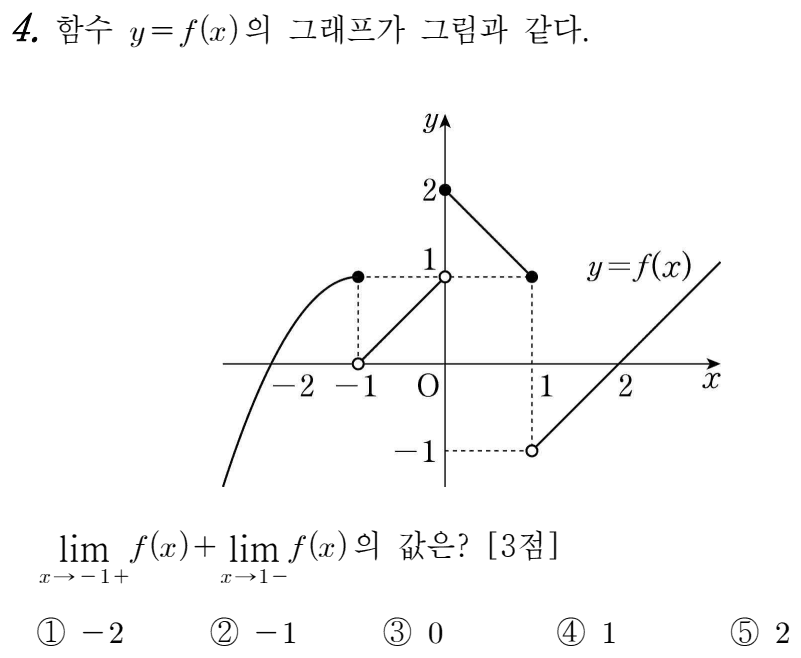 4. 함수 y=f(x)의 그래프가 그림과 같다.
y
2
1
y=f(x)
-2 -1 O 1 2 x
-1
lim f(x)+ lim f(x)의 값은? [3점]
x→-1+ x→1-
① -2 ② -1 ③ 0 ④ 1 ⑤ 2